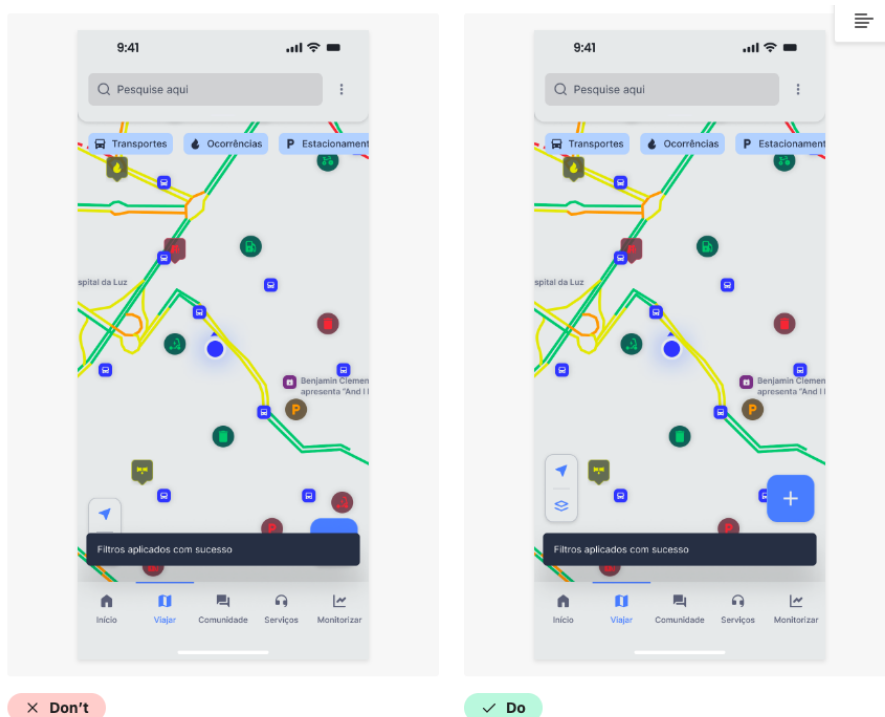 9:41
Pesquise aqui
Transportes
Ocorrências
P Estacionament
spital da Luz
Benjamin Clemen
apresenta "And I
P
P
Filtros aplicados com sucesso
Início
Viajar
Comunidade
Serviços
Monitorizar
Don't
9:41
Pesquise aqui
Transportes
Ocorrências
P Estacionament
spital da Luz
Benjamin Clemen
apresenta "And I
P
P
Filtros aplicados com sucesso
Início
Viajar
Comunidade
Serviços
Monitorizar
Do